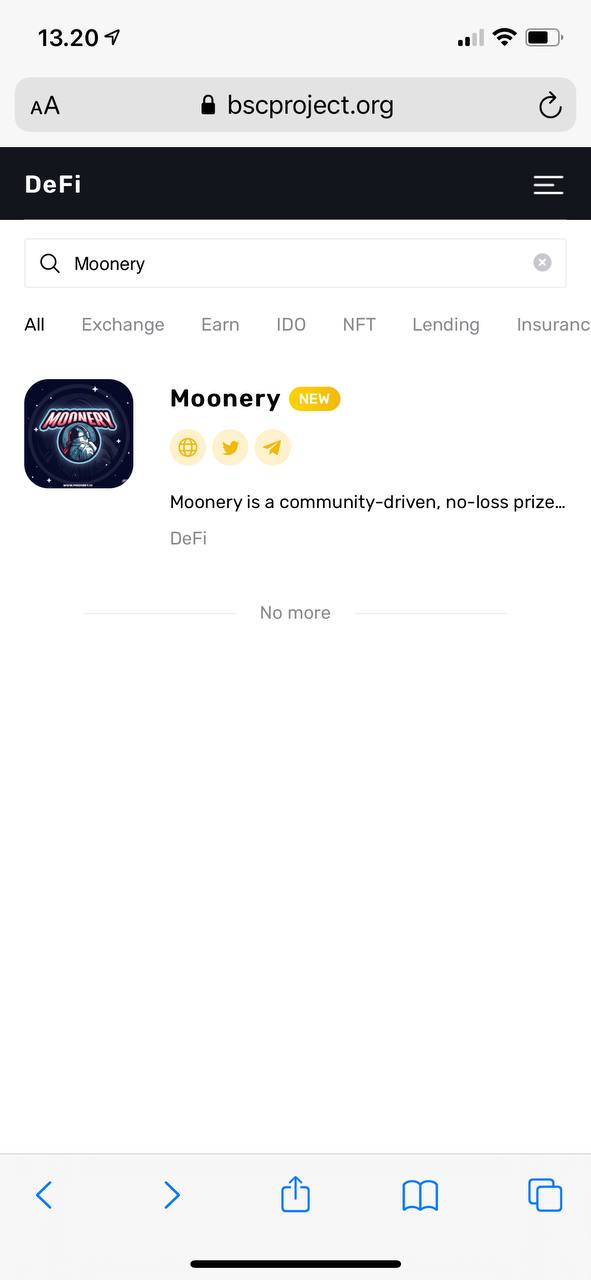 13.20
AA
bscproject.org
DeFi
Moonery
All Exchange Earn IDO NFT Lending Insuranc
MOONERY
Moonery NEW
Moonery is a community-driven, no-loss prize…
DeFi
No more